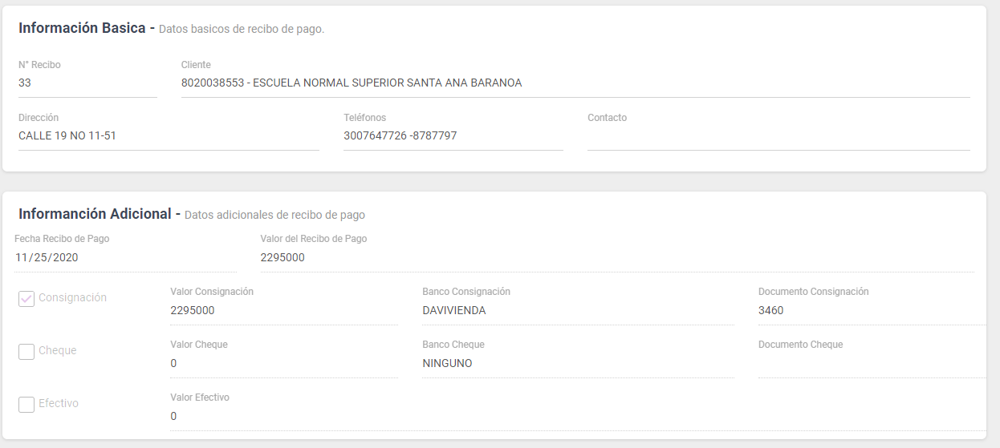 Información Basica - Datos basicos de recibo de pago.
N° Recibo Cliente
33 8020038553 - ESCUELA NORMAL SUPERIOR SANTA ANA BARANOA
Dirección Teléfonos Contacto
CALLE 19 NO 11-51 3007647726 -8787797
Informanción Adicional - Datos adicionales de recibo de pago
Fecha Recibo de Pago Valor del Recibo de Pago
11/25/2020 2295000
Consignación Valor Consignación Banco Consignación Documento Consignación
2295000 DAVIVIENDA 3460
Cheque Valor Cheque Banco Cheque Documento Cheque
0 NINGUNO
Efectivo Valor Efectivo
0